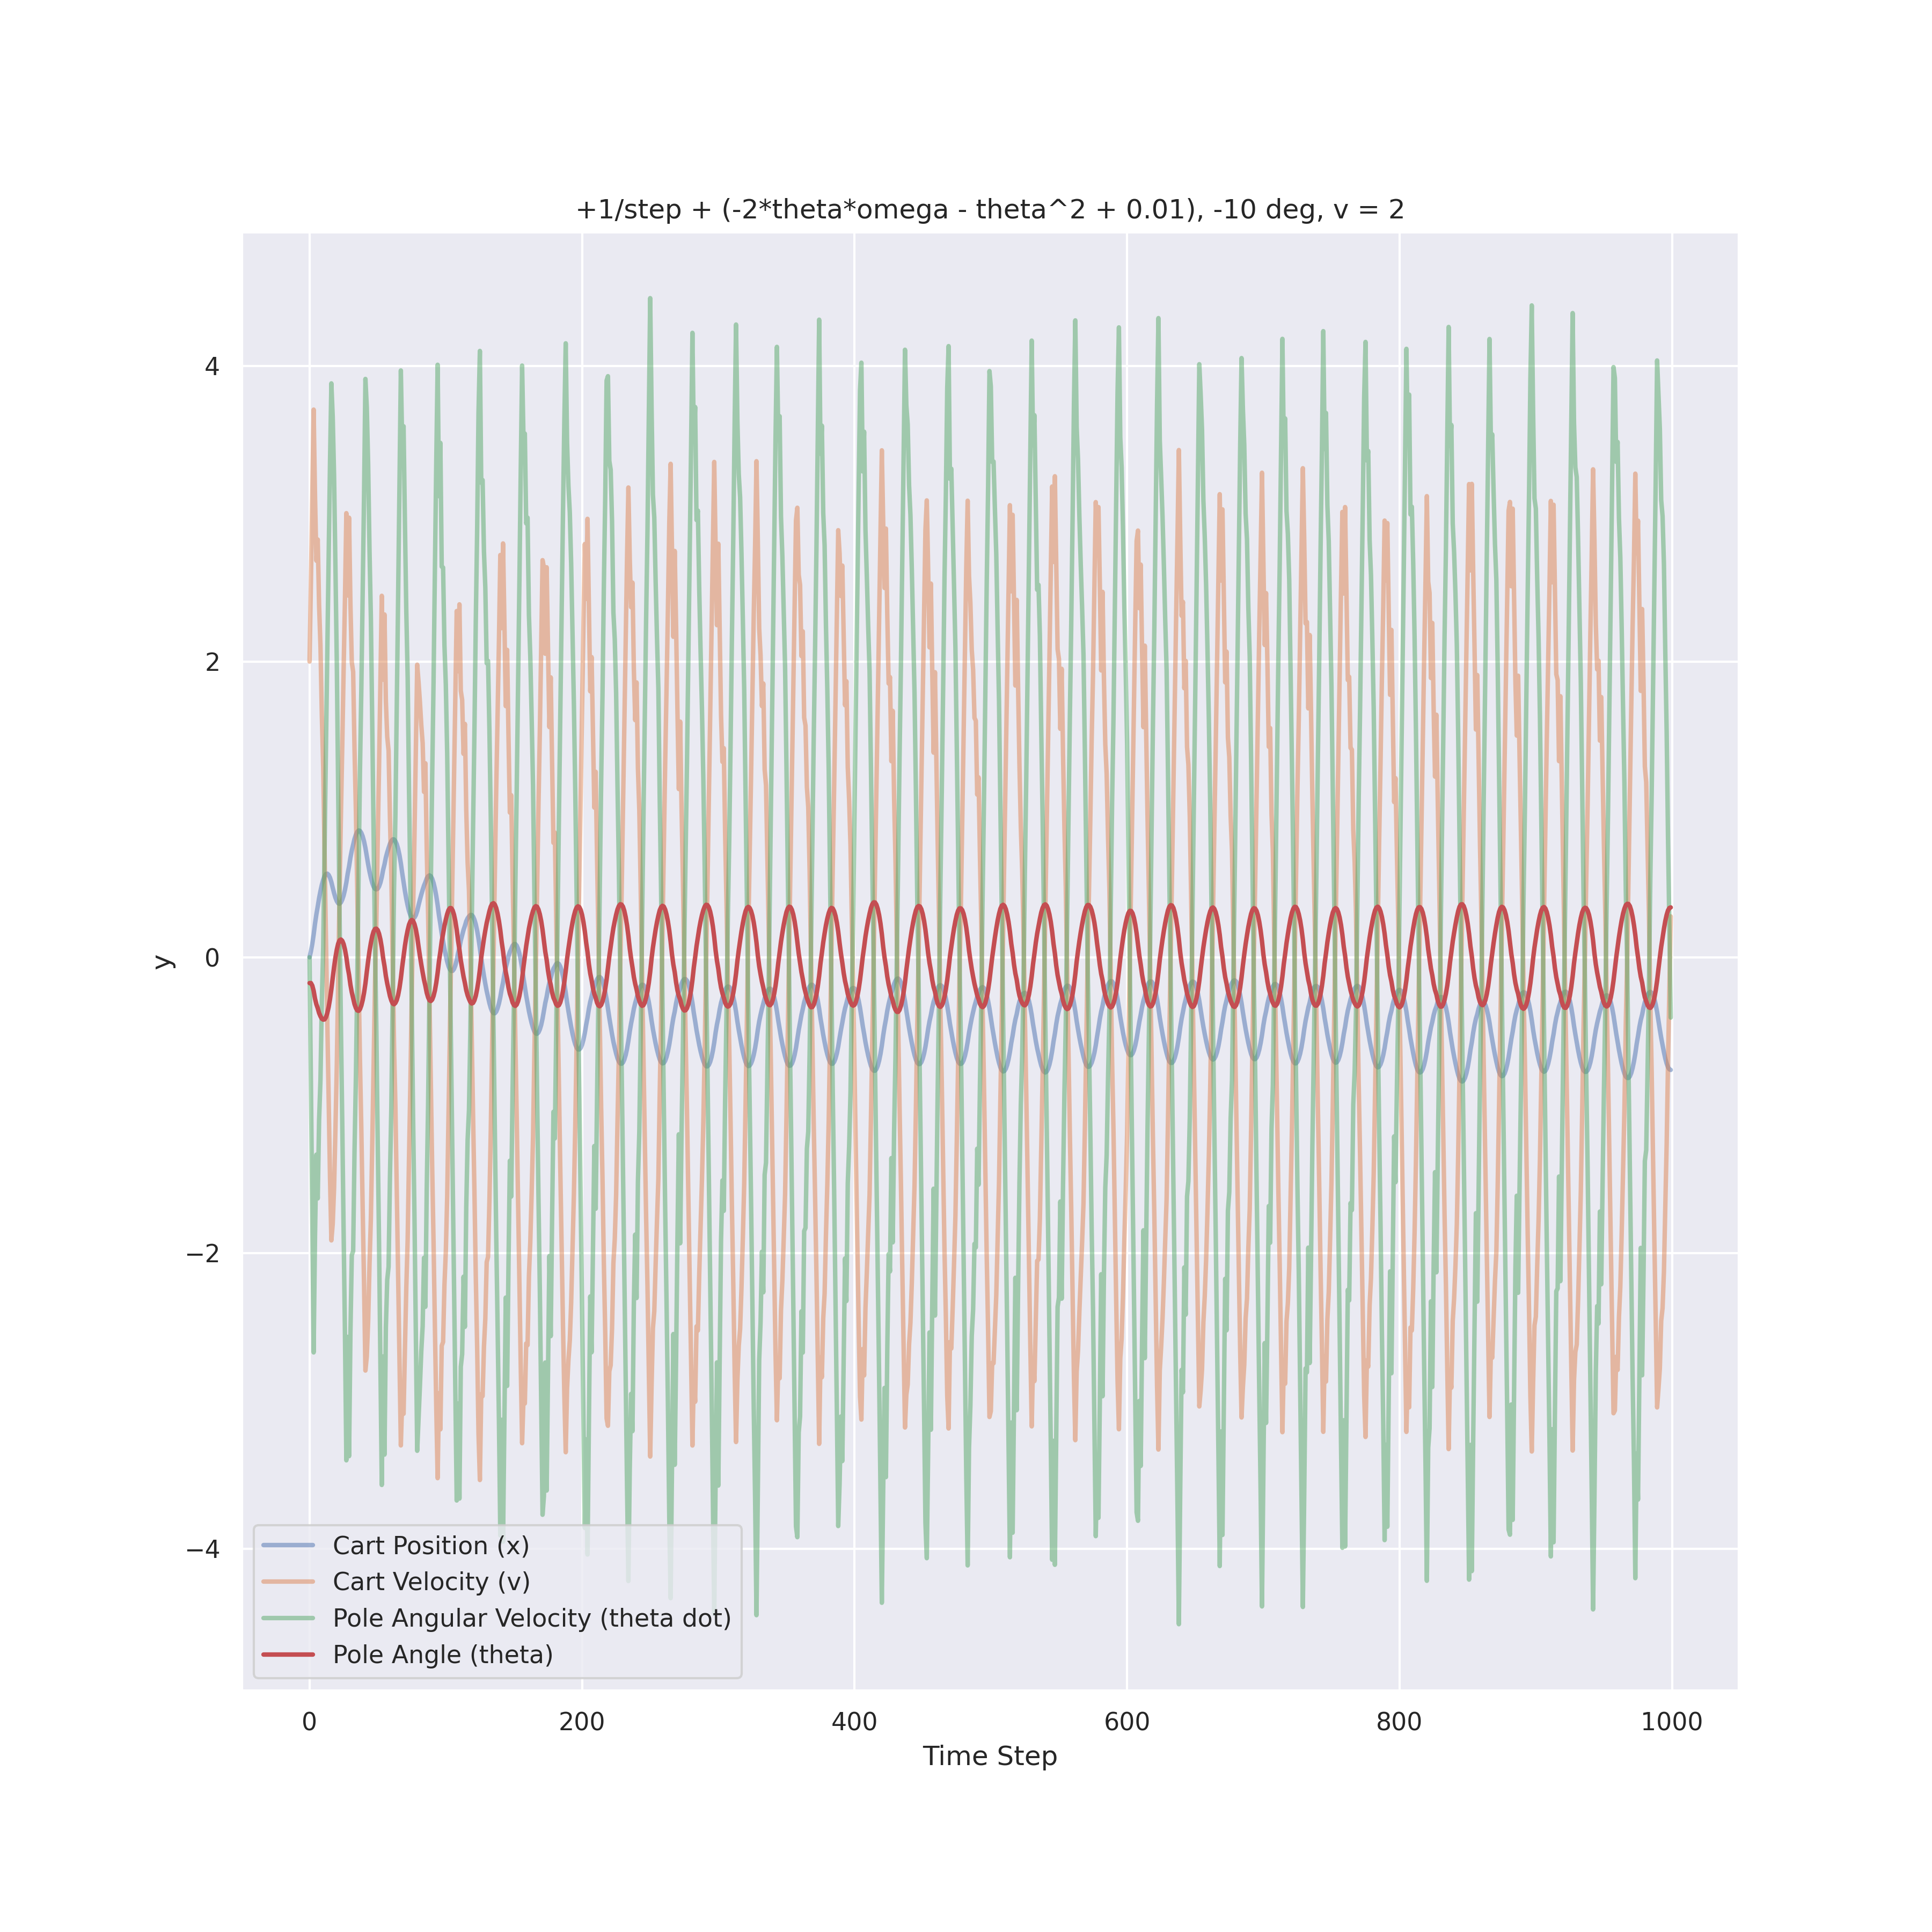 +1/step + (-2*theta*omega - theta^2 + 0.01), -10 deg, v = 2
4
2
0
−2
−4
y
Cart Position (x)
Cart Velocity (v)
Pole Angular Velocity (theta dot)
Pole Angle (theta)
0 200 400 600 800 1000
Time Step